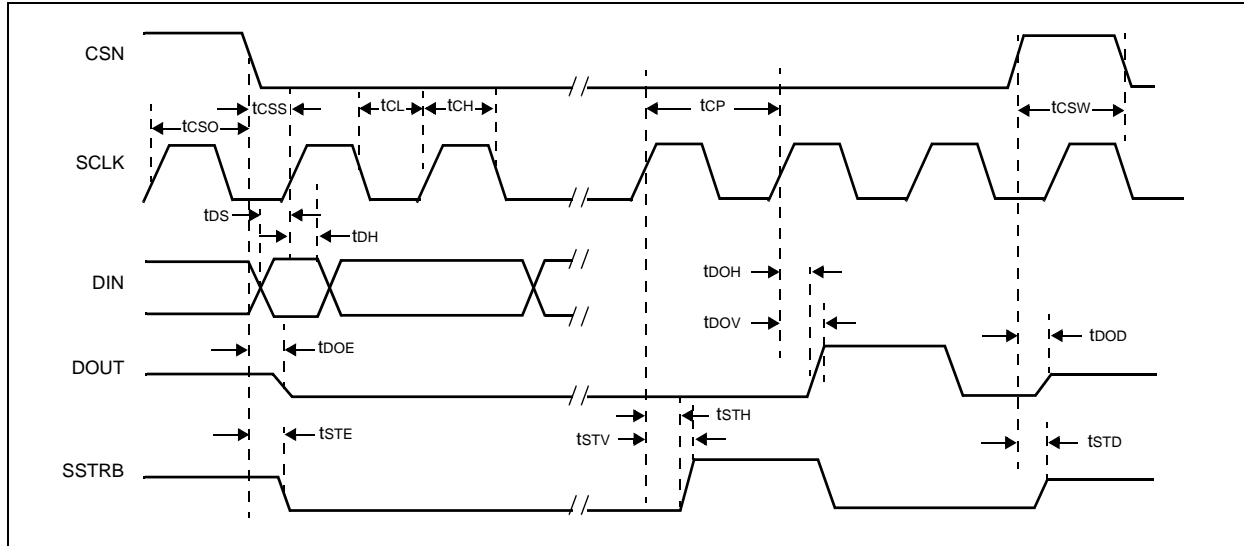 CSN
tCSS
tCL
tCH
tCP
tCSW
tCSO
SCLK
tDS
tDH
DIN
tDOH
tDOV
tDOE
tDOD
DOUT
tSTE
tSTH
tSTV
tSTD
SSTRB